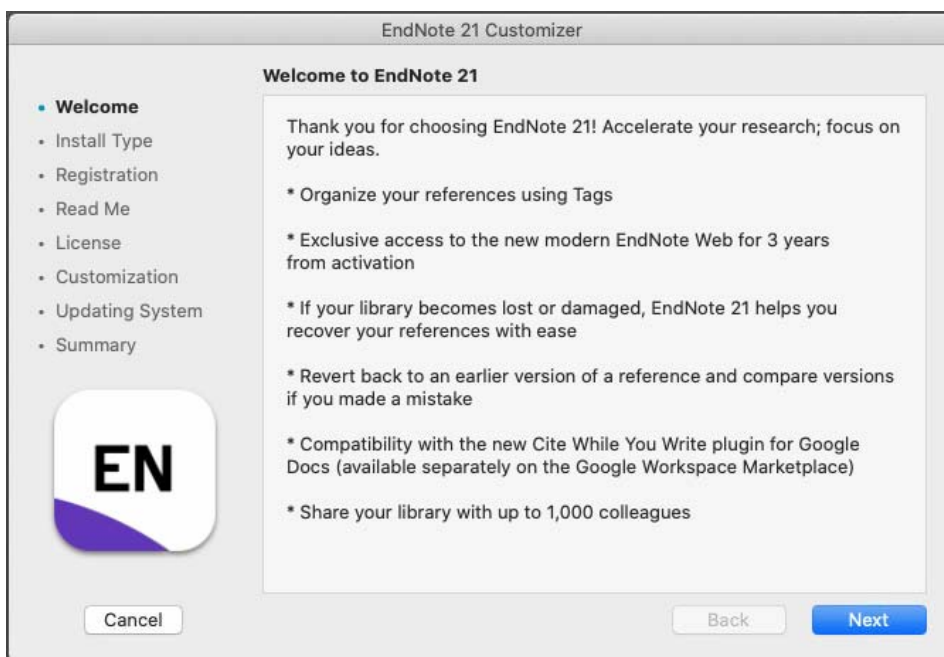 EndNote 21 Customizer
Welcome to EndNote 21
• Welcome
• Install Type
• Registration
• Read Me
• License
• Customization
• Updating System
• Summary
EN
Thank you for choosing EndNote 21! Accelerate your research; focus on
your ideas.
* Organize your references using Tags
* Exclusive access to the new modern EndNote Web for 3 years
from activation
* If your library becomes lost or damaged, EndNote 21 helps you
recover your references with ease
* Revert back to an earlier version of a reference and compare versions
if you made a mistake
* Compatibility with the new Cite While You Write plugin for Google
Docs (available separately on the Google Workspace Marketplace)
* Share your library with up to 1,000 colleagues
Cancel
Back
Next